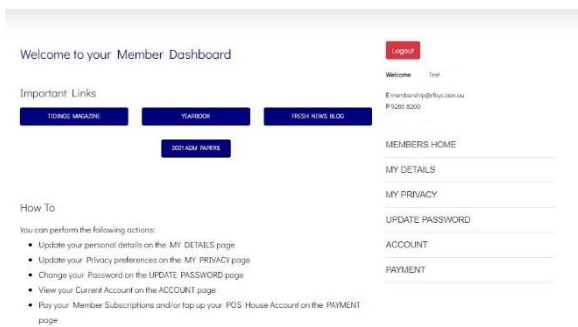 Welcome to your Member Dashboard
Important Links
TIDINGS MAGAZINE
YEARBOOK
FRESH NEWS BLOG
2021 AGM PAPERS
How To
You can perform the following actions:
Update your personal details on the MY DETAILS page
Update your Privacy preferences on the MY PRIVACY page
Change your Password on the UPDATE PASSWORD page
View your Current Account on the ACCOUNT page
Pay your Member Subscriptions and/or top up your POS House Account on the PAYMENT
page
Logout
Welcome Test
E membership@rfbyc.asn.au
P 9286 8200
MEMBERS HOME
MY DETAILS
MY PRIVACY
UPDATE PASSWORD
ACCOUNT
PAYMENT